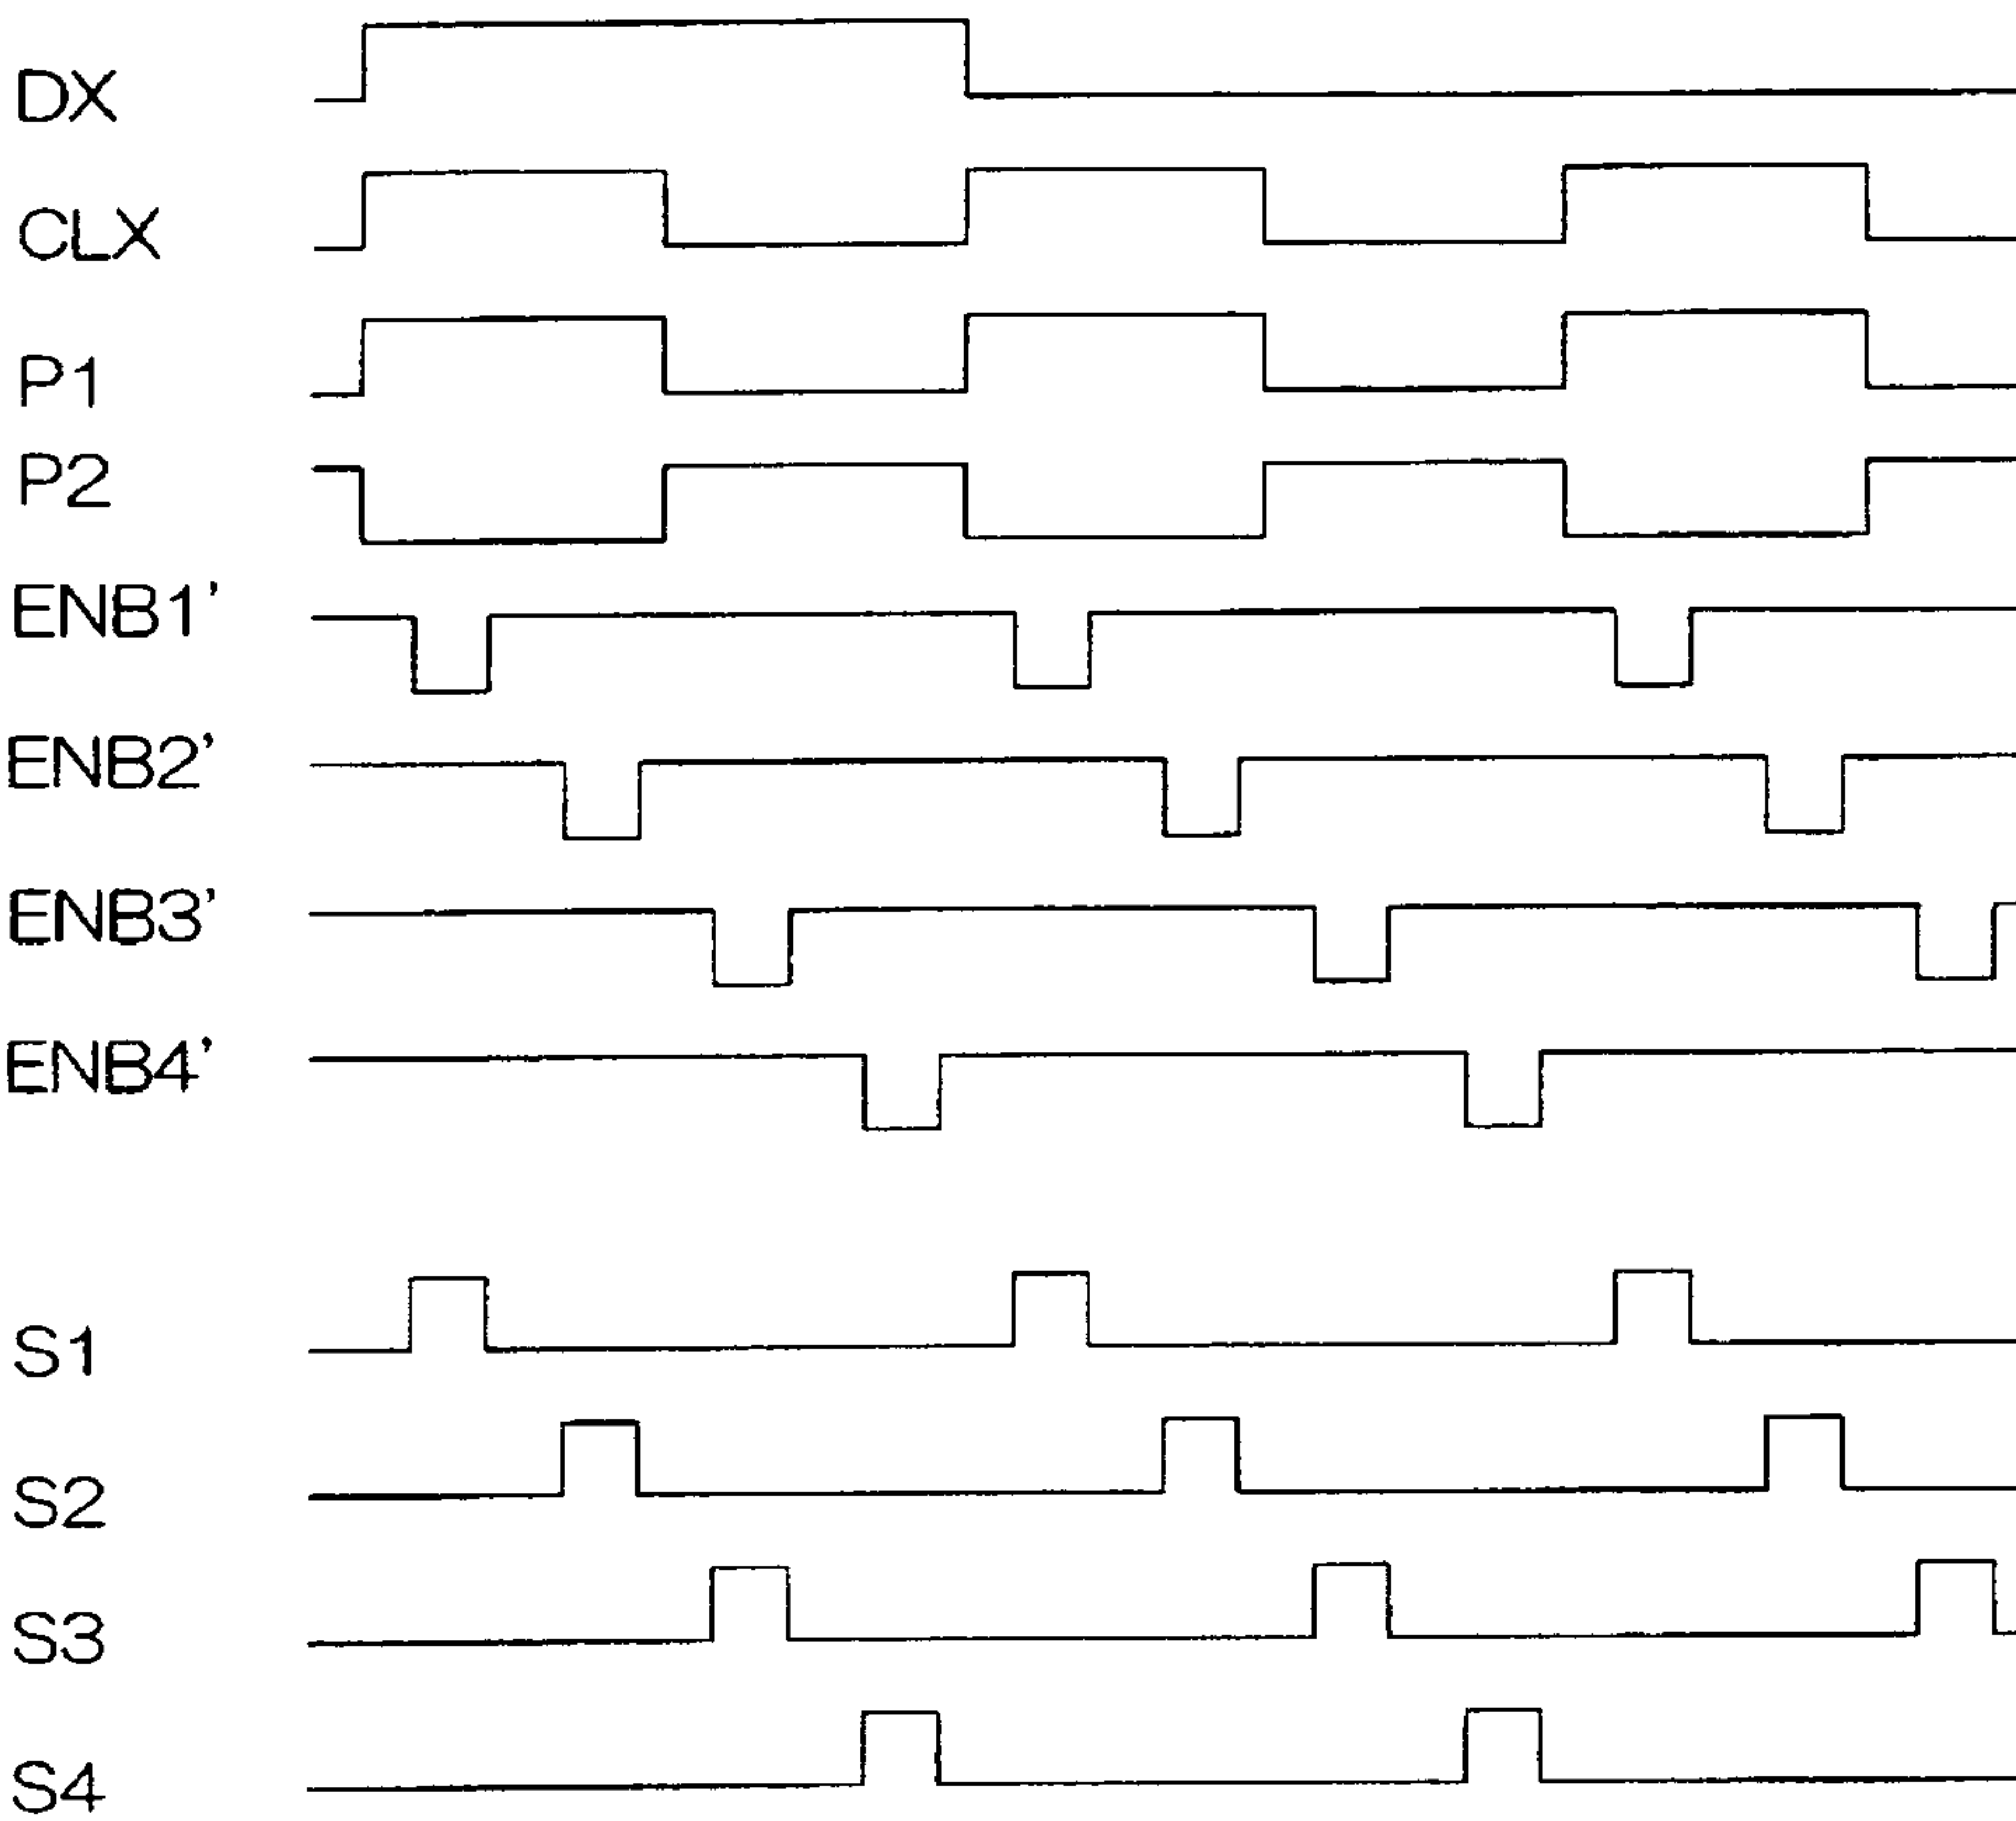 DX
CLX
P1
P2
ENB1'
ENB2'
ENB3'
ENB4'
S1
S2
S3
S4